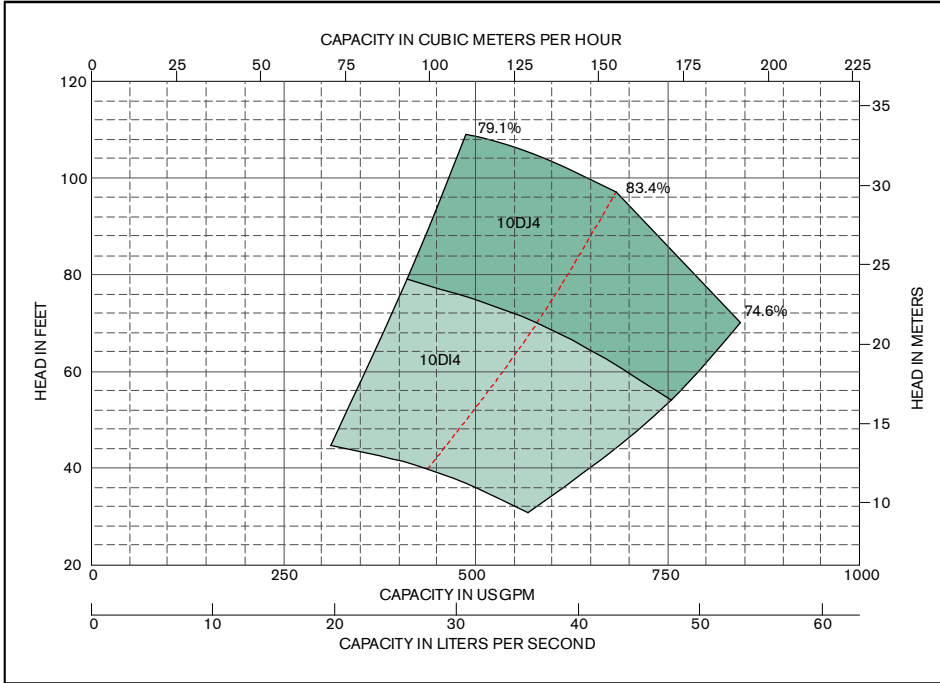 CAPACITY IN CUBIC METERS PER HOUR
0 25 50 75 100 125 150 175 200 225
120
100
80
60
40
20
HEAD IN FEET
35
30
25
20
15
10
HEAD IN METERS
79.1%
83.4%
10DJ4
74.6%
10DI4
0 250 500 750 1000
CAPACITY IN USGPM
0 10 20 30 40 50 60
CAPACITY IN LITERS PER SECOND